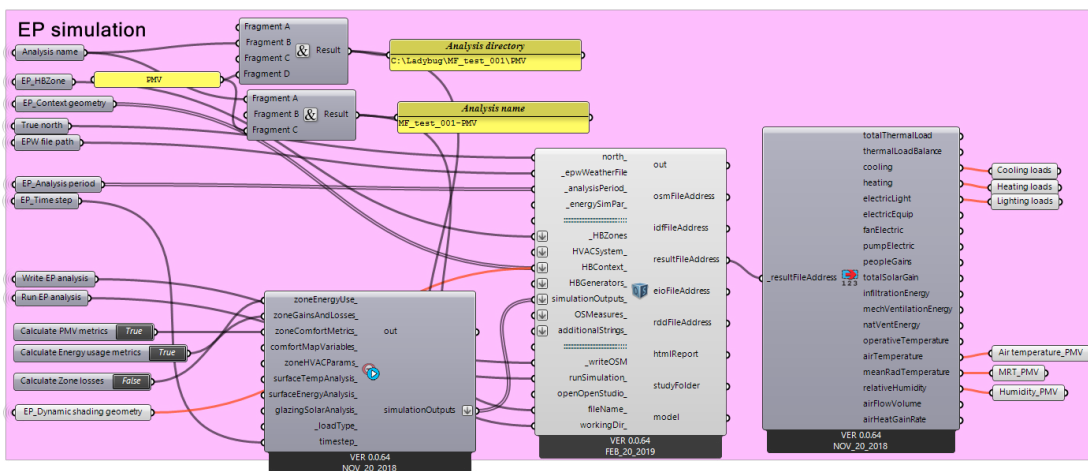 EP simulation
Analysis name
EP_HBZone
EP_Context geometry
True north
EPW file path
EP_Analysis period
EP_Time step
Write EP analysis
Run EP analysis
Calculate PMV metrics True
Calculate Energy usage metrics True
Calculate Zone losses False
EP_Dynamic shading geometry
PMV
Fragment A
Fragment B
Fragment C
Fragment D
&
Result
Fragment A
Fragment B
Fragment C
&
Result
Analysis directory
C:\Ladybug\MF_test_001\PMV
Analysis name
MF_test_001-PMV
zoneEnergyUse_
zoneGainsAndLosses_
zoneComfortMetrics_
comfortMapVariables_
zoneHVACParams_
surfaceTempAnalysis_
surfaceEnergyAnalysis_
glazingSolarAnalysis_
_loadType_
timestep_
out
simulationOutputs
VER 0.0.64
NOV_20_2018
north_
_epwWeatherFile
_analysisPeriod_
_energySimPar_
::::::::::::::::::::::::::::
_HBZones
HVACSystem_
HBContext_
HBGenerators_
simulationOutputs_
OSMeasures_
additionalStrings_
::::::::::::::::::::::::::::
_writeOSM
runSimulation_
openOpenStudio_
fileName_
workingDir_
out
osmFileAddress
idfFileAddress
resultFileAddress
eioFileAddress
rddFileAddress
htmlReport
studyFolder
model
VER 0.0.64
FEB_20_2019
_resultFileAddress
1 2 3
totalThermalLoad
thermalLoadBalance
cooling
heating
electricLight
electricEquip
fanElectric
pumpElectric
peopleGains
totalSolarGain
infiltrationEnergy
mechVentilationEnergy
natVentEnergy
operativeTemperature
airTemperature
meanRadTemperature
relativeHumidity
airFlowVolume
airHeatGainRate
VER 0.0.64
NOV_20_2018
Cooling loads
Heating loads
Lighting loads
Air temperature_PMV
MRT_PMV
Humidity_PMV